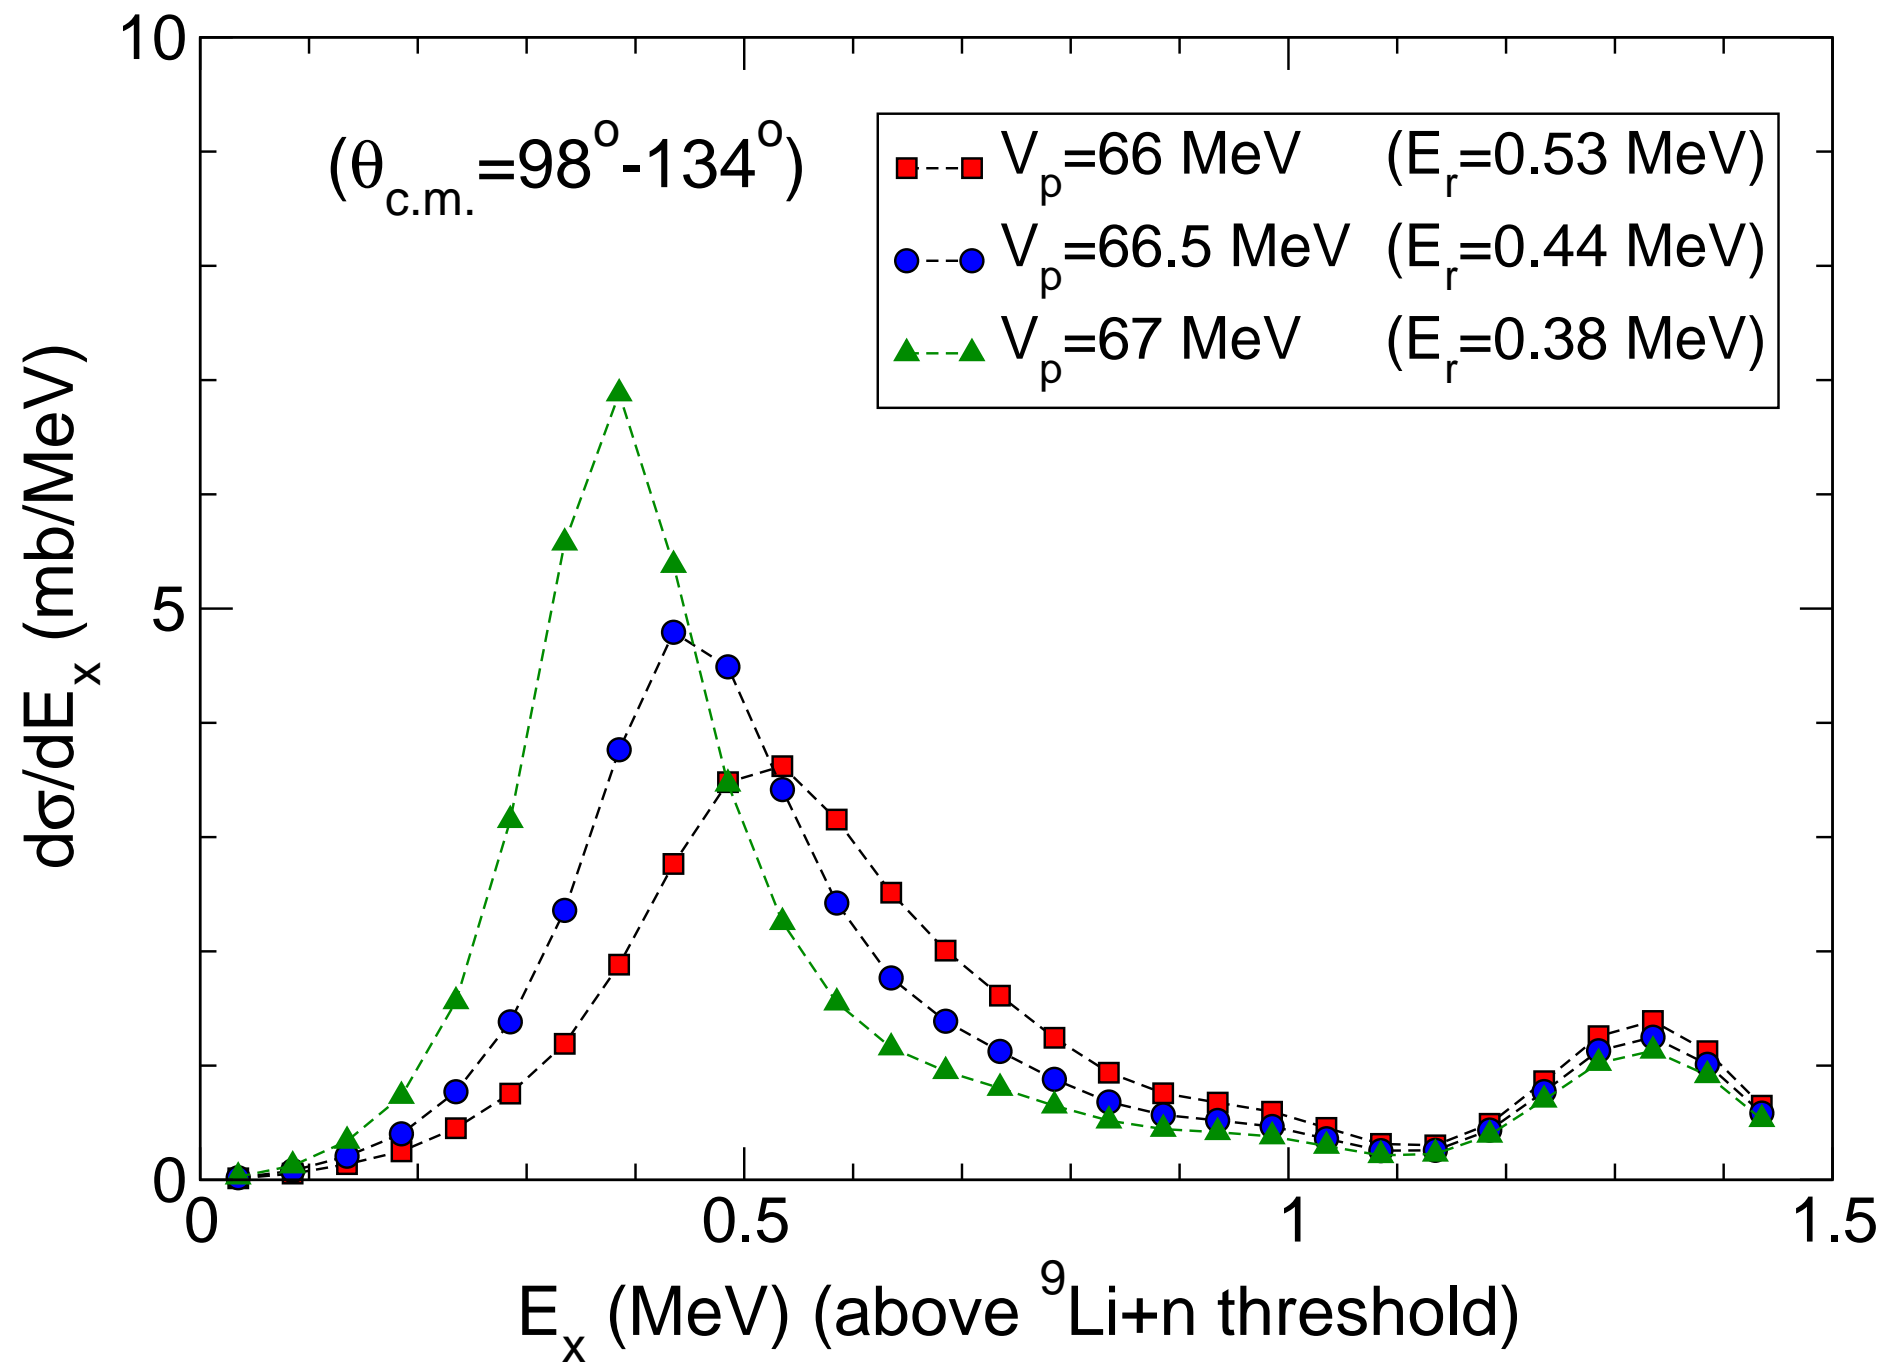 10
(θc.m.=98o-134o)
Vp=66 MeV (Er=0.53 MeV)
Vp=66.5 MeV (Er=0.44 MeV)
Vp=67 MeV (Er=0.38 MeV)
dσ/dEx (mb/MeV)
5
0
0 0.5 1 1.5
Ex (MeV) (above 9Li+n threshold)